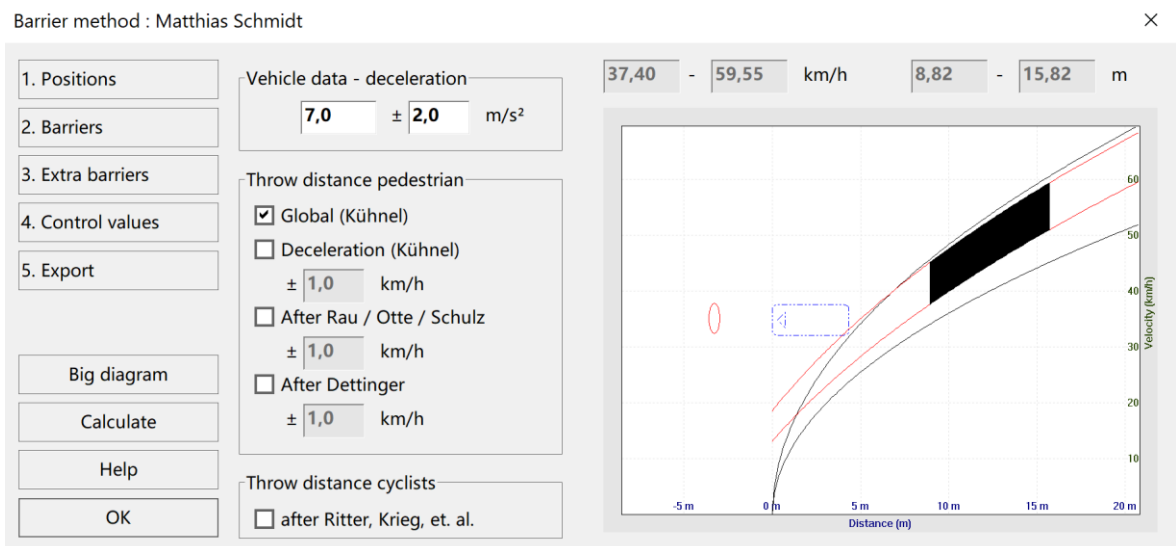 Barrier method : Matthias Schmidt
1. Positions
2. Barriers
3. Extra barriers
4. Control values
5. Export
Big diagram
Calculate
Help
OK
Vehicle data - deceleration
7,0 ± 2,0 m/s²
Throw distance pedestrian
Global (Kühnel)
Deceleration (Kühnel)
± 1,0 km/h
After Rau / Otte / Schulz
± 1,0 km/h
After Dettinger
± 1,0 km/h
Throw distance cyclists
after Ritter, Krieg, et. al.
37,40 - 59,55 km/h 8,82 - 15,82 m
60
50
40
30
20
10
Velocity (km/h)
-5 m 0 m 5 m 10 m 15 m 20 m
Distance (m)